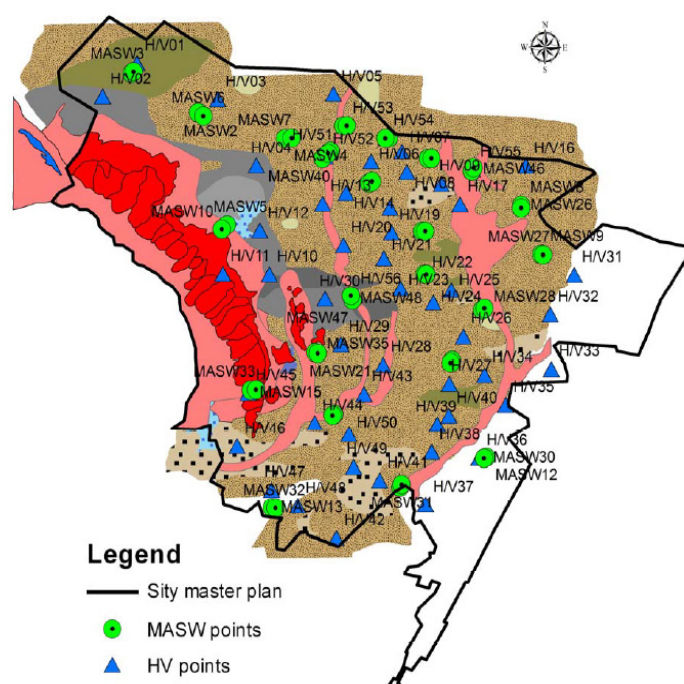 N
W E
S
H/V01
MASW3
H/V02
H/V03
H/V05
MASW6
MASW2
H/V53
MASW7
H/V51
H/V52
H/V54
H/V04
MASW4
H/V06
H/V07
H/V55
H/V16
MASW40
H/V09
MASW46
H/V13
H/V08
H/V17
MASW8
H/V14
MASW26
MASW5
MASW10
H/V12
H/V20
H/V19
H/V21
MASW27
MASW9
H/V31
H/V11
H/V10
H/V30
H/V56
H/V22
H/V23
H/V25
MASW48
H/V24
MASW28
H/V32
MASW47
H/V29
H/V26
MASW35
H/V28
H/V34
H/V33
MASW33
H/V45
MASW21
H/V43
H/V27
MASW15
H/V35
H/V44
H/V39
H/V40
H/V46
H/V50
H/V38
H/V36
H/V49
MASW30
H/V47
H/V41
MASW12
MASW32
H/V48
H/V37
MASW13
MASW31
H/V42
Legend
Sity master plan
MASW points
HV points